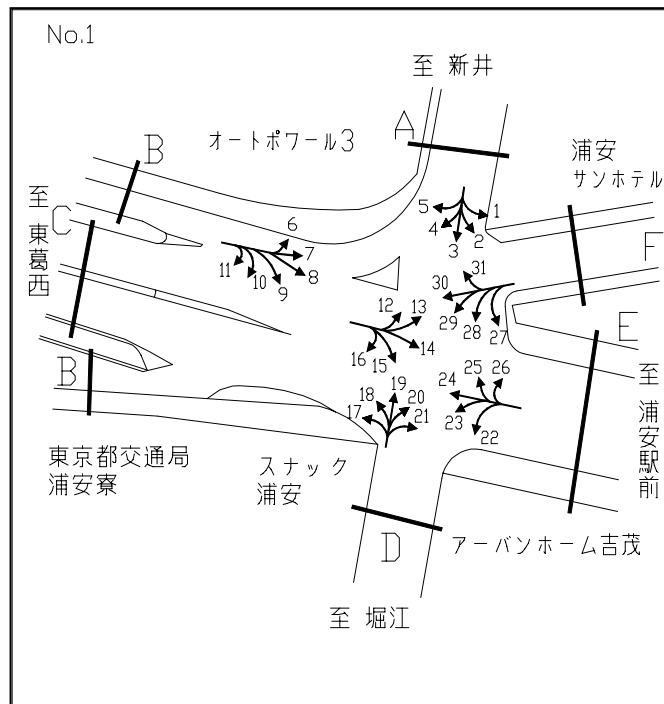 No.1
至 新井
A
オートポワール3
B
浦安
サンホテル
至 東葛西
C
F
E
B
1
2
3
4
5
6
7
8
9
10
11
12
13
14
15
16
17
18
19
20
21
22
23
24
25
26
27
28
29
30
31
至 浦安駅前
東京都交通局
浦安寮
スナック
浦安
D
アーバンホーム吉茂
至 堀江